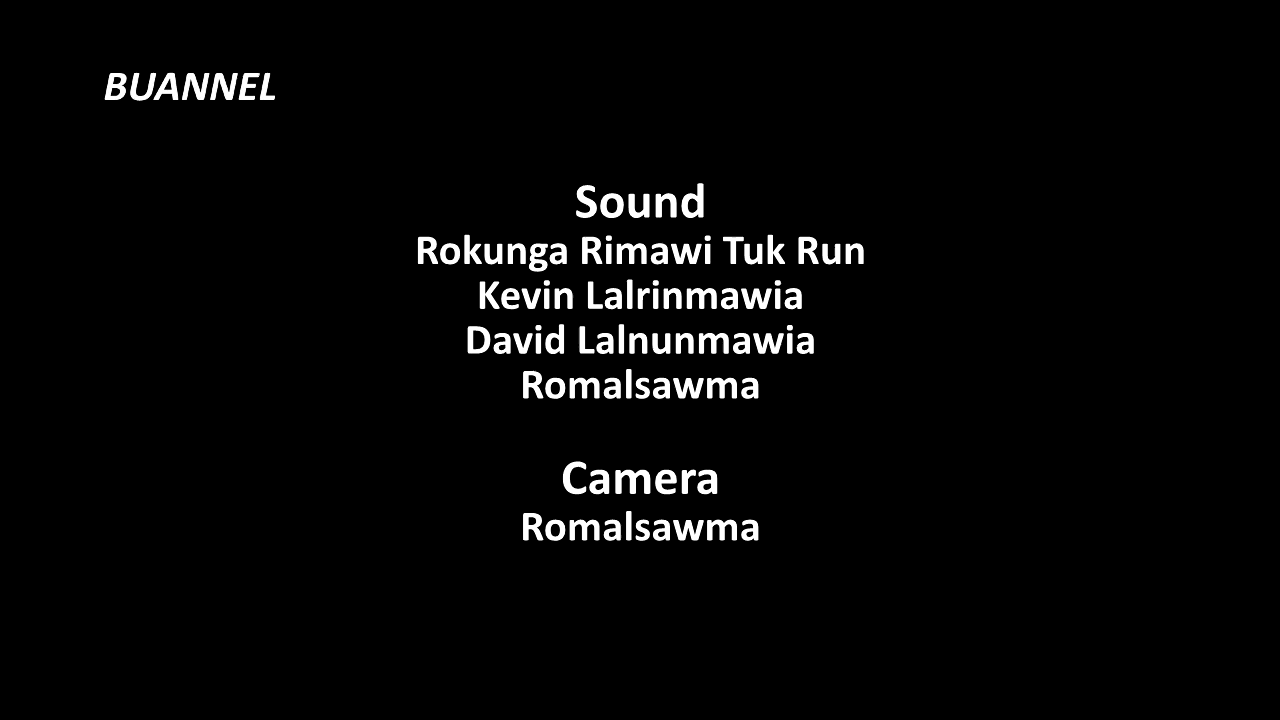 BUANNEL
Sound
Rokunga Rimawi Tuk Run
Kevin Lalrinmawia
David Lalnunmawia
Romalsawma
Camera
Romalsawma